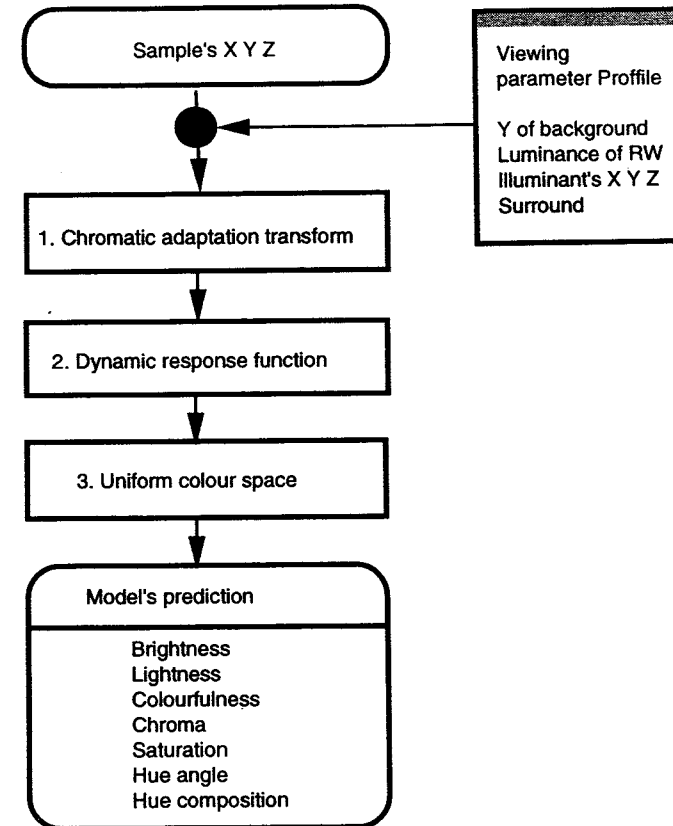 Sample's X Y Z
Viewing
parameter Proffile
Y of background
Luminance of RW
Illuminant's X Y Z
Surround
1. Chromatic adaptation transform
2. Dynamic response function
3. Uniform colour space
Model's prediction
Brightness
Lightness
Colourfulness
Chroma
Saturation
Hue angle
Hue composition